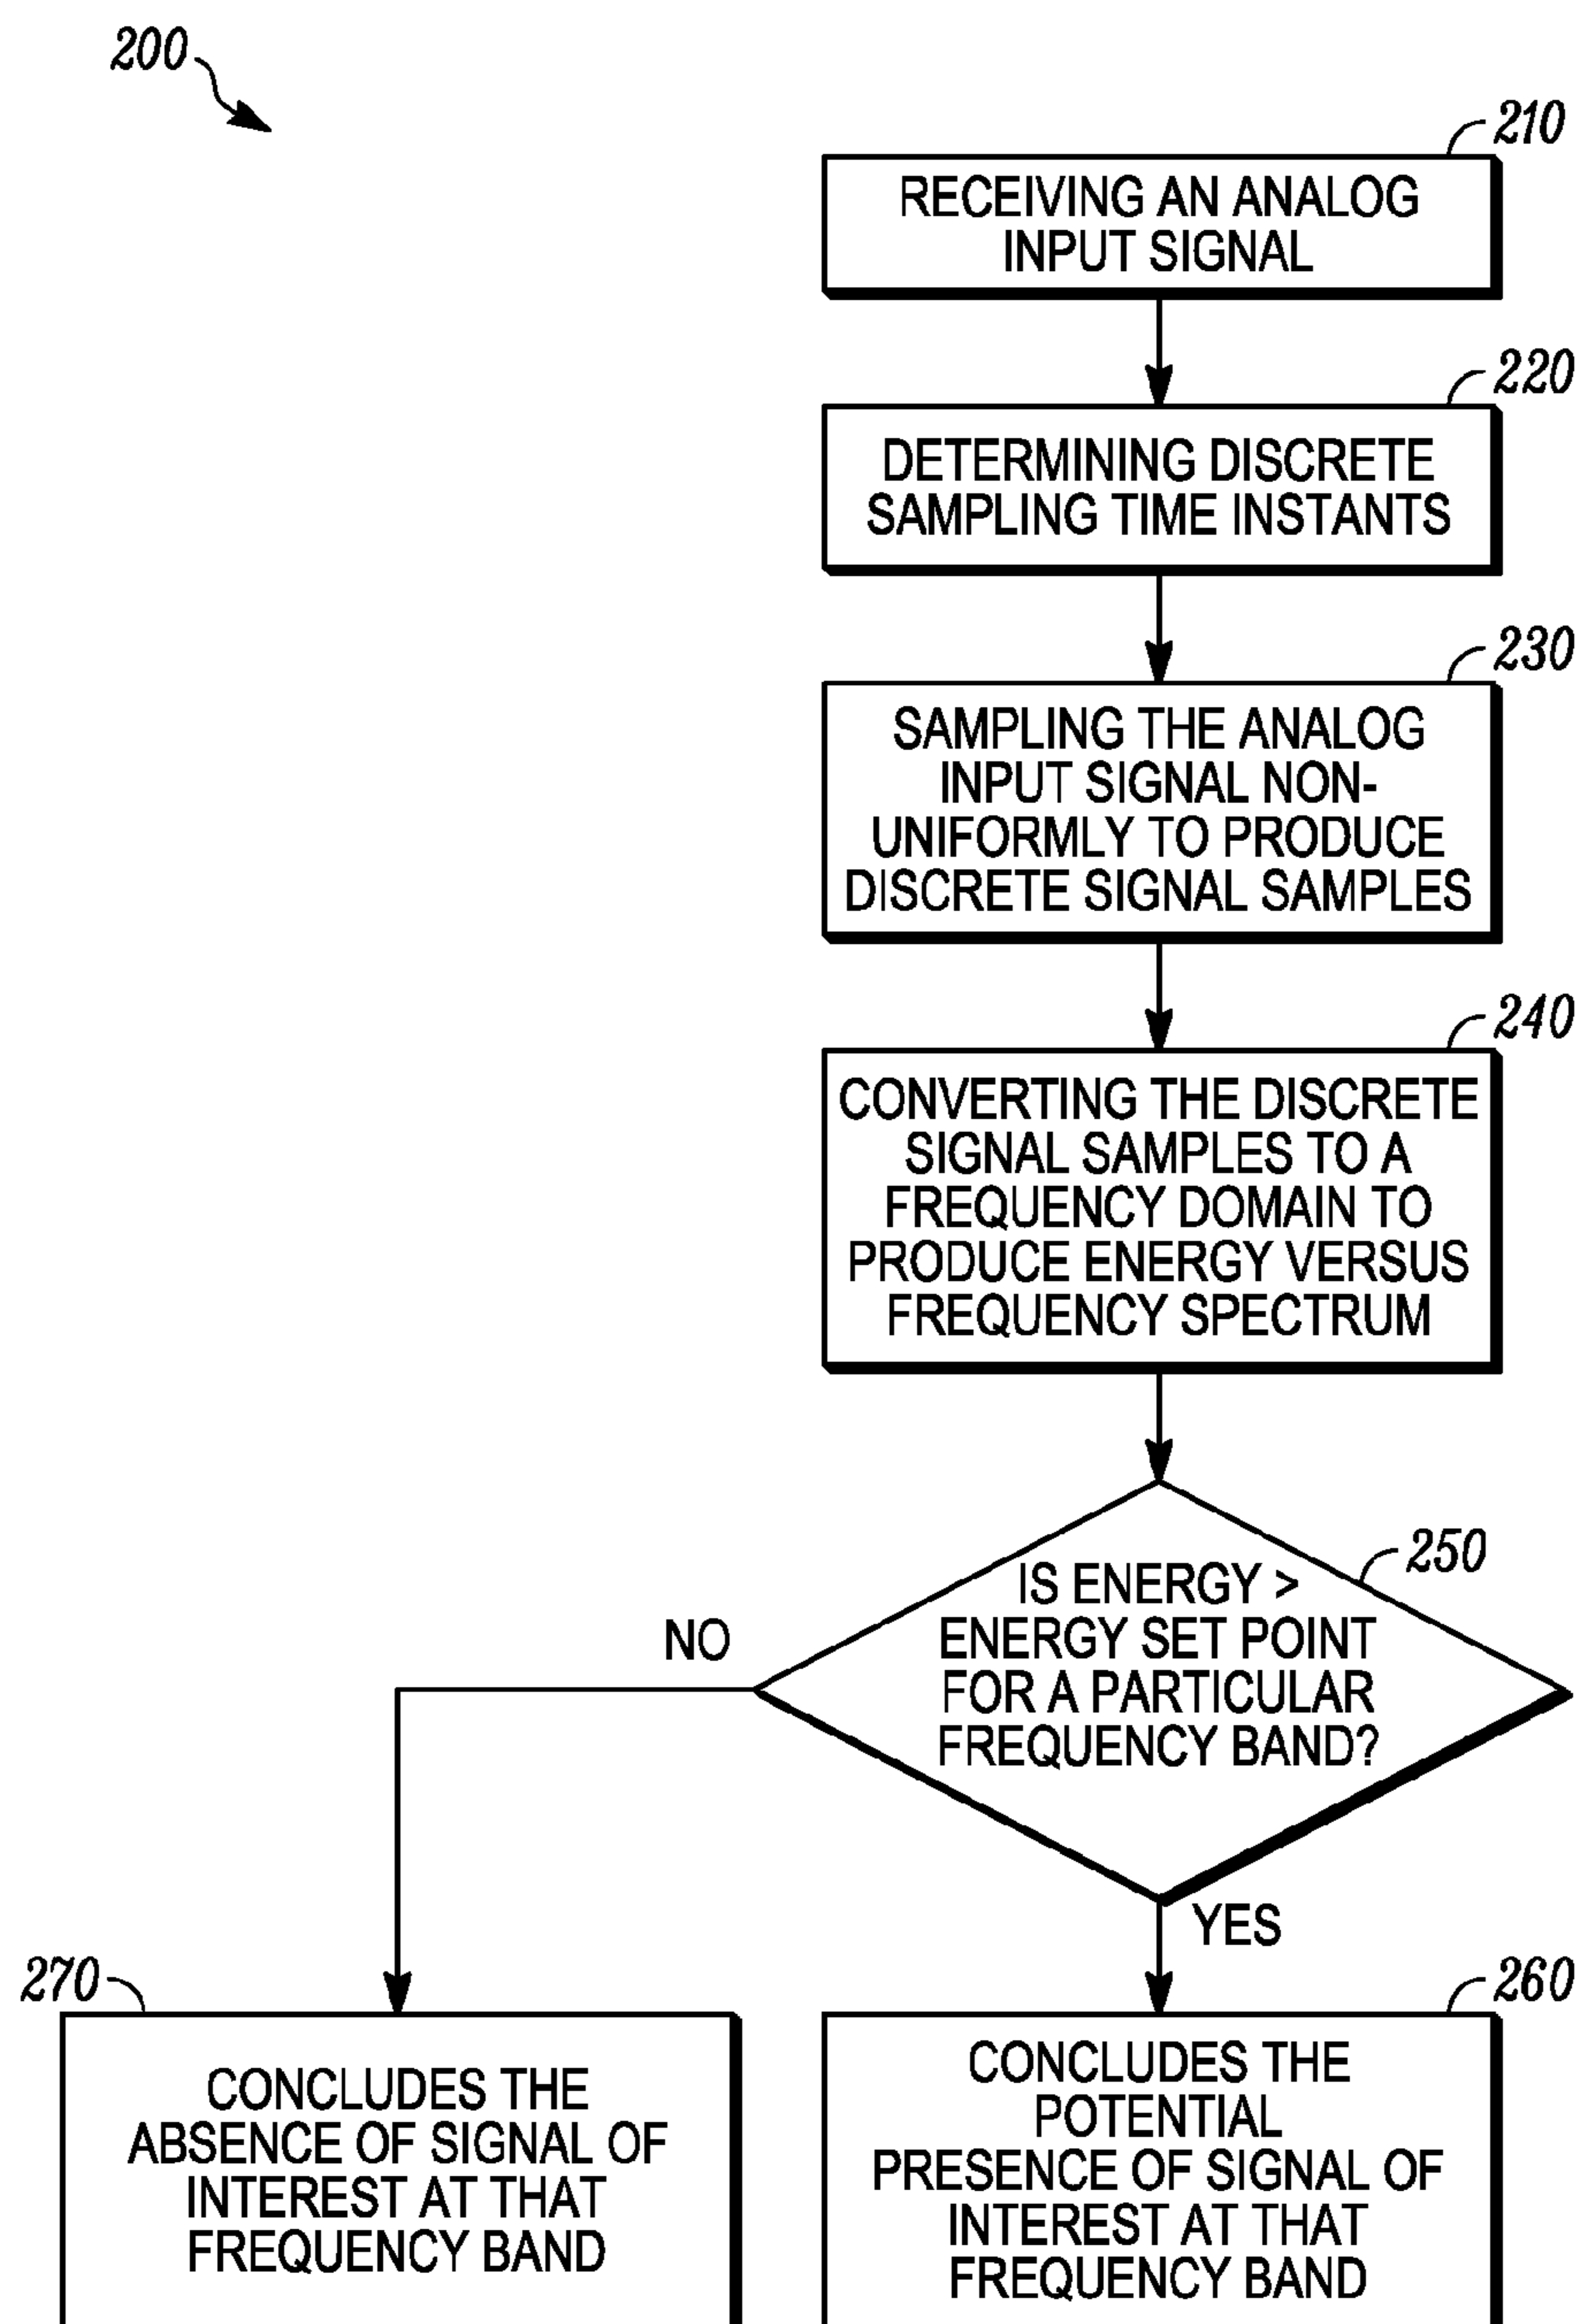 200
210
RECEIVING AN ANALOG
INPUT SIGNAL
220
DETERMINING DISCRETE
SAMPLING TIME INSTANTS
230
SAMPLING THE ANALOG
INPUT SIGNAL NON-
UNIFORMLY TO PRODUCE
DISCRETE SIGNAL SAMPLES
240
CONVERTING THE DISCRETE
SIGNAL SAMPLES TO A
FREQUENCY DOMAIN TO
PRODUCE ENERGY VERSUS
FREQUENCY SPECTRUM
250
IS ENERGY >
ENERGY SET POINT
FOR A PARTICULAR
FREQUENCY BAND?
NO
YES
270
CONCLUDES THE
ABSENCE OF SIGNAL OF
INTEREST AT THAT
FREQUENCY BAND
260
CONCLUDES THE
POTENTIAL
PRESENCE OF SIGNAL OF
INTEREST AT THAT
FREQUENCY BAND